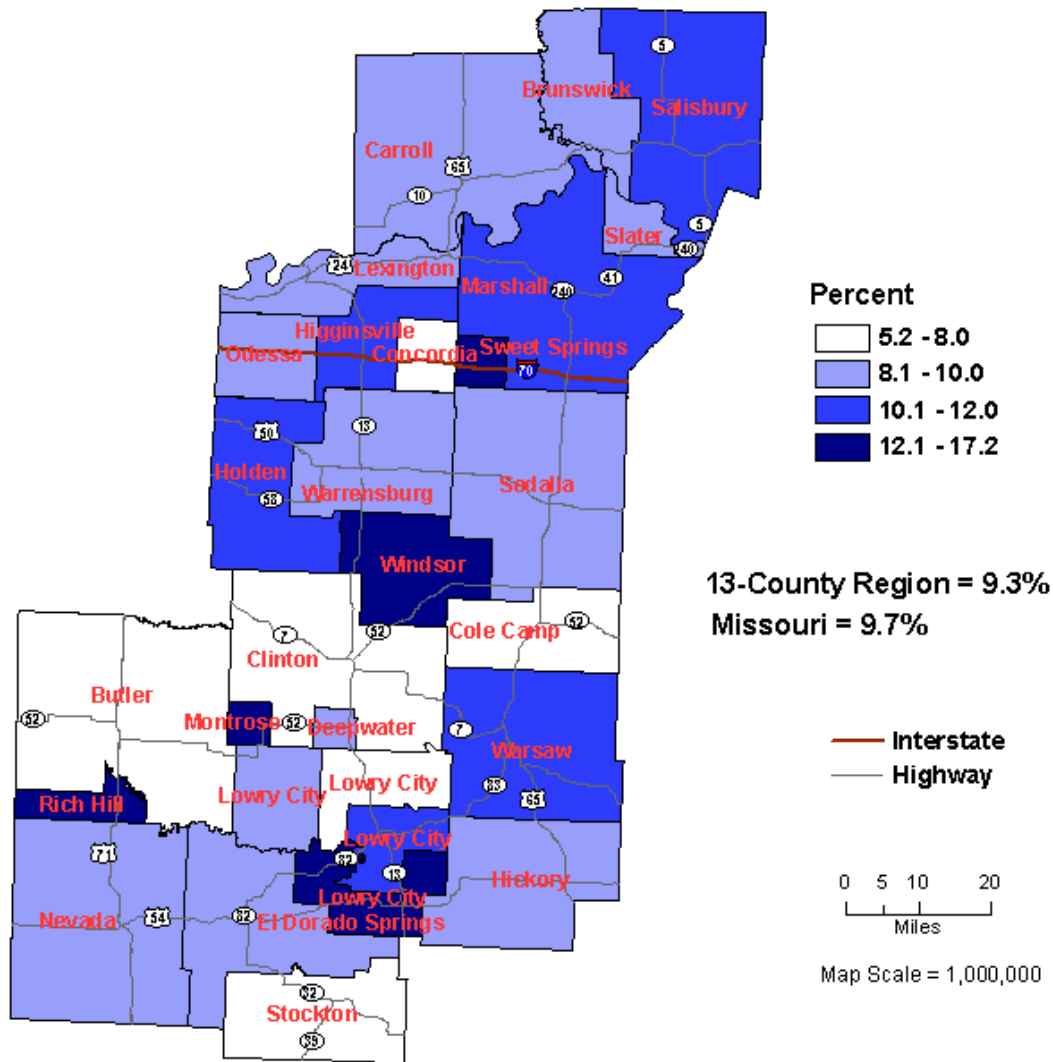 5
Brunswick
Salisbury
Carroll
65
10
5
Slater
40
24
Lexington
Marshall
41
240
Higginsville
Odessa
Concordia
Sweet Springs
70
Percent
5.2 - 8.0
8.1 - 10.0
10.1 - 12.0
12.1 - 17.2
50
13
Holden
58
Warrensburg
Sedalia
Windsor
13-County Region = 9.3%
Missouri = 9.7%
7
52
Cole Camp
52
Clinton
Butler
52
Montrose
52
Deepwater
7
Warsaw
Interstate
Highway
Rich Hill
Lowry City
Lowry City
83
65
71
Lowry City
82
13
Hickory
Lowry City
Nevada
54
82
El Dorado Springs
0 5 10 20
Miles
Map Scale = 1,000,000
32
Stockton
39